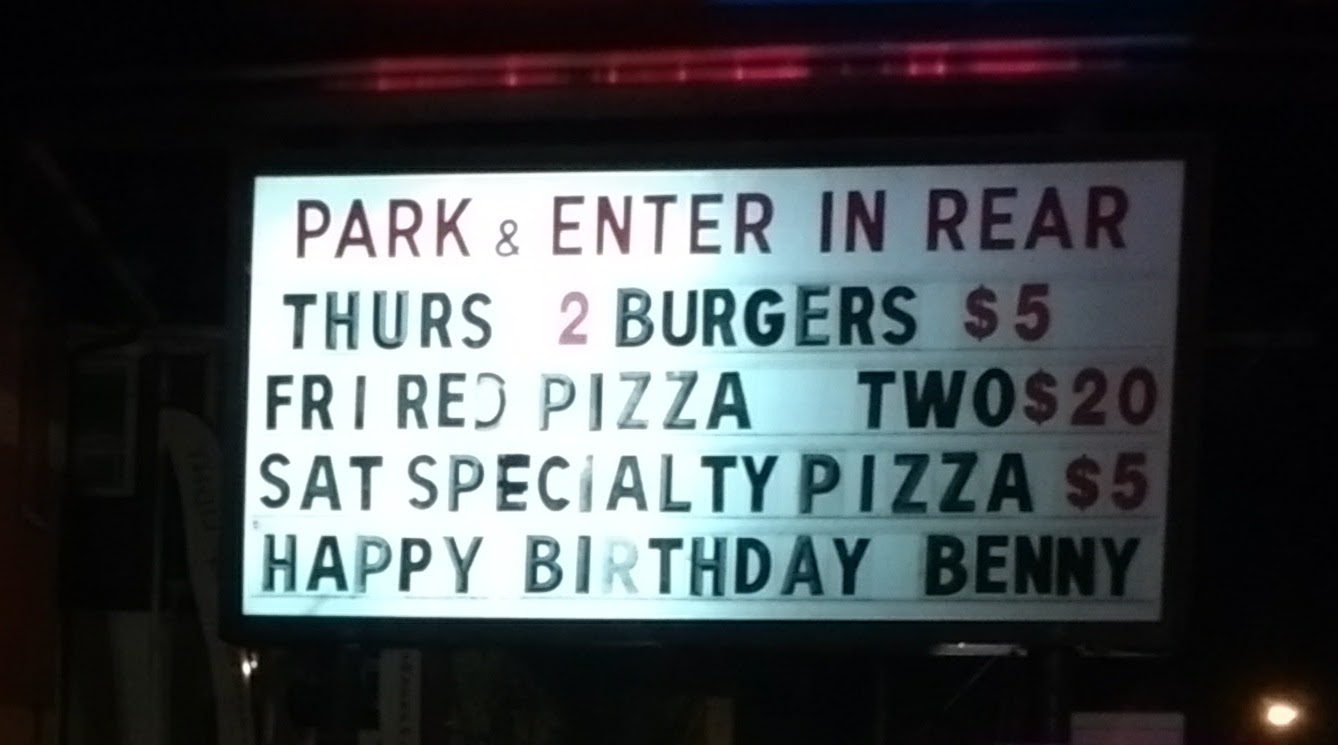 PARK & ENTER IN REAR
THURS 2 BURGERS $5
FRI RED PIZZA TWO $20
SAT SPECIALTY PIZZA $5
HAPPY BIRTHDAY BENNY